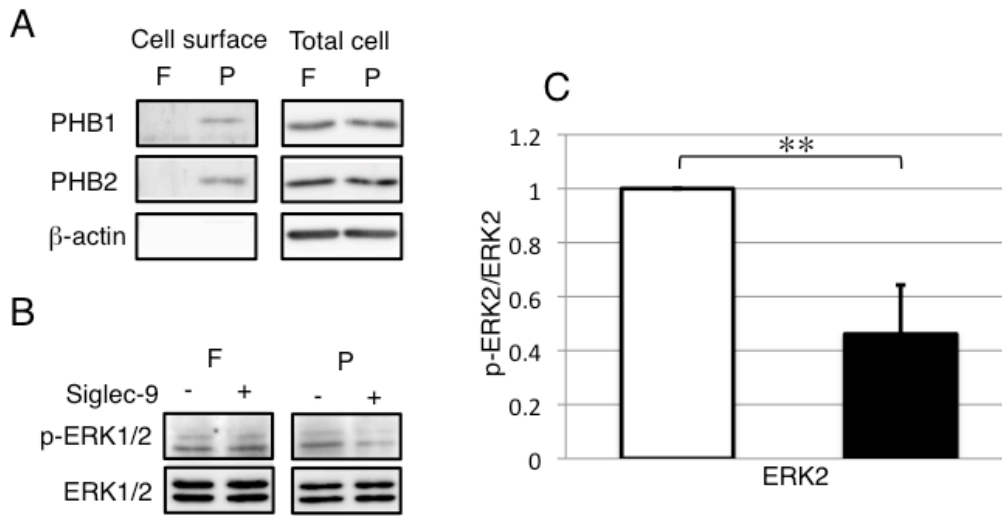 A
Cell surface Total cell
F P F P
PHB1
PHB2
β-actin
B
F P
Siglec-9 - + - +
p-ERK1/2
ERK1/2
C
**
1.2
1
0.8
0.6
0.4
0.2
0
p-ERK2/ERK2
ERK2